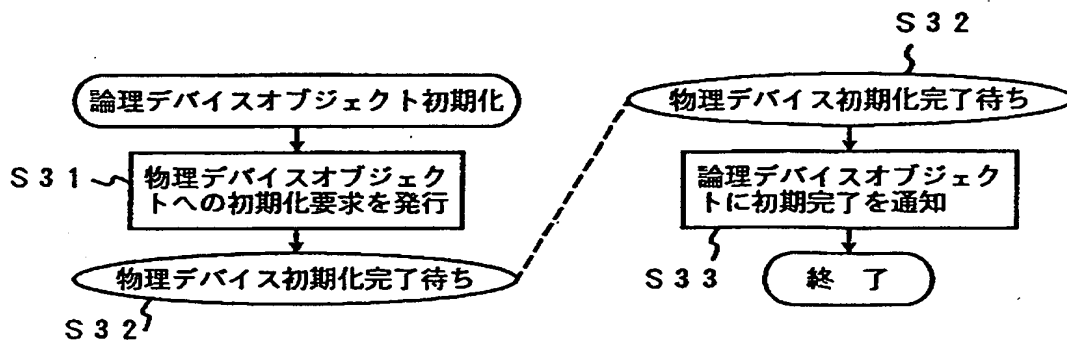 論理デバイスオブジェクト初期化
S31
物理デバイスオブジェク
トへの初期化要求を発行
物理デバイス初期化完了待ち
S32
S32
物理デバイス初期化完了待ち
論理デバイスオブジェク
トに初期完了を通知
S33
終了